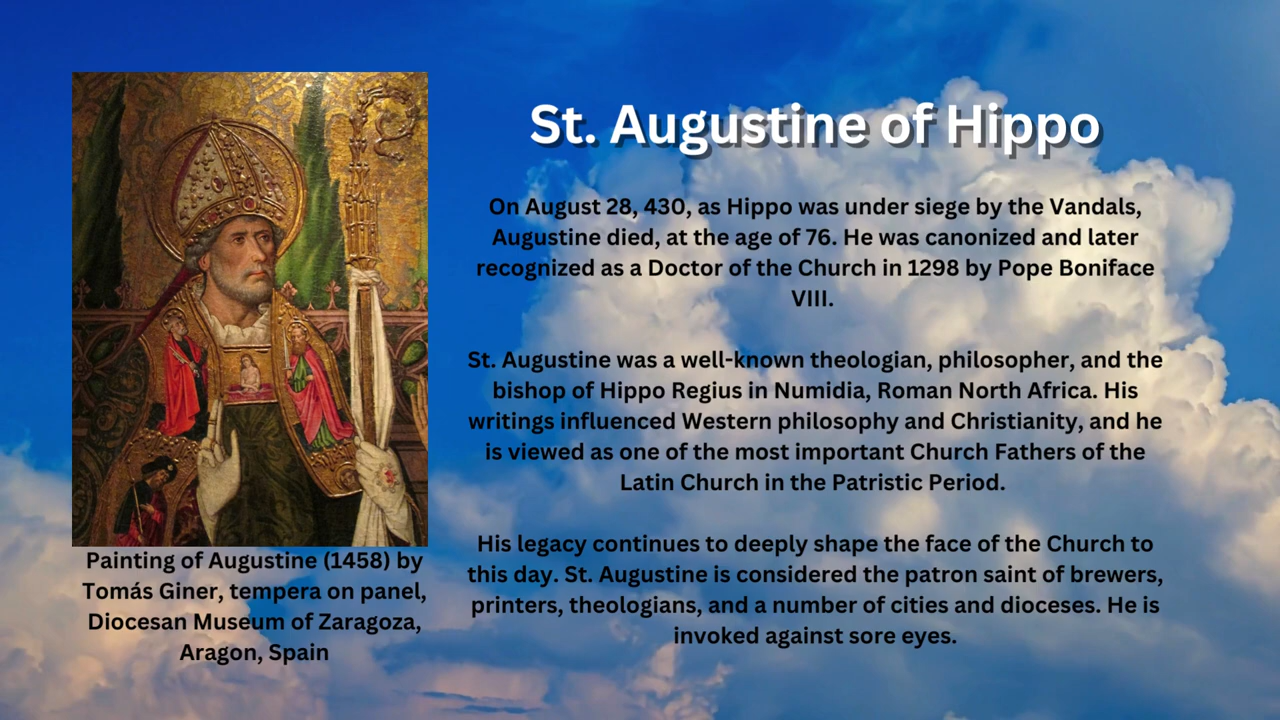 St. Augustine of Hippo
On August 28, 430, as Hippo was under siege by the Vandals,
Augustine died, at the age of 76. He was canonized and later
recognized as a Doctor of the Church in 1298 by Pope Boniface
VIII.
St. Augustine was a well-known theologian, philosopher, and the
bishop of Hippo Regius in Numidia, Roman North Africa. His
writings influenced Western philosophy and Christianity, and he
is viewed as one of the most important Church Fathers of the
Latin Church in the Patristic Period.
His legacy continues to deeply shape the face of the Church to
this day. St. Augustine is considered the patron saint of brewers,
printers, theologians, and a number of cities and dioceses. He is
invoked against sore eyes.
Painting of Augustine (1458) by
Tomás Giner, tempera on panel,
Diocesan Museum of Zaragoza,
Aragon, Spain